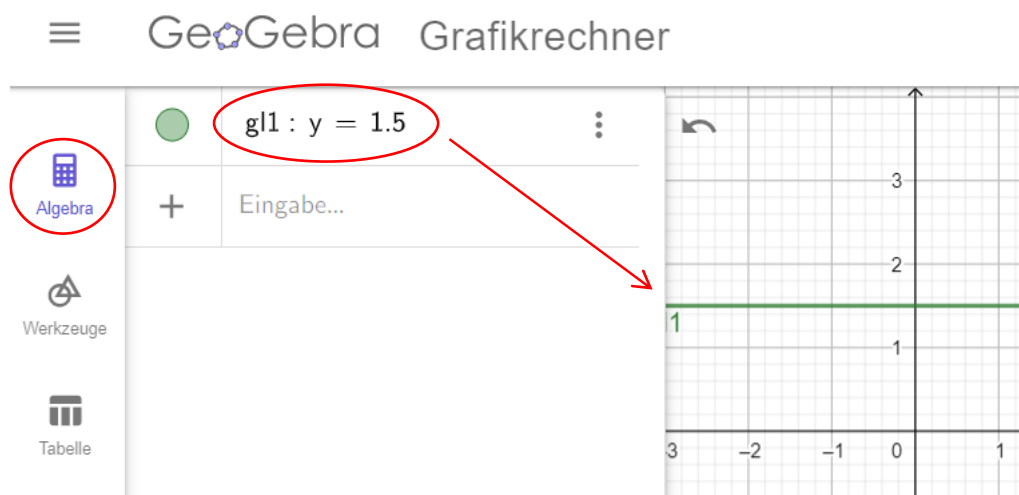 GeoGebra Grafikrechner
gl1 : y = 1.5
Algebra
Eingabe...
Werkzeuge
Tabelle
3
2
1
1
3 –2 –1 0 1